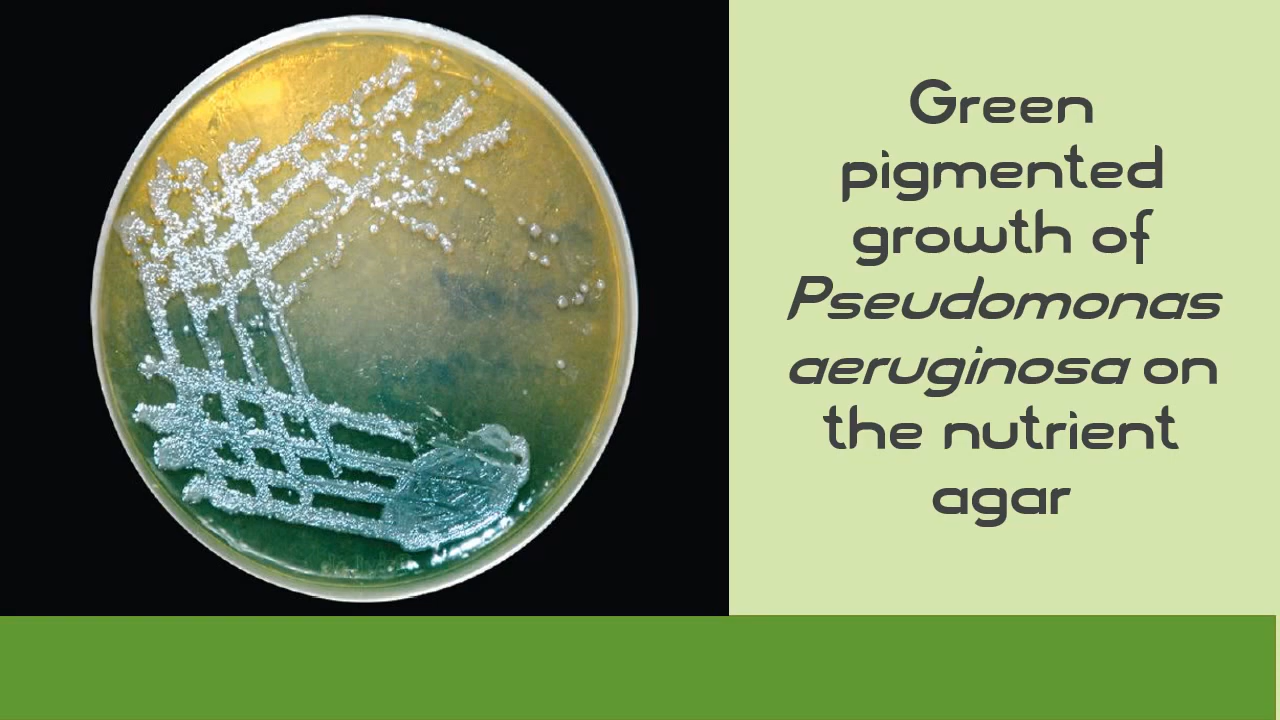 Green
pigmented
growth of
Pseudomonas
aeruginosa on
the nutrient
agar